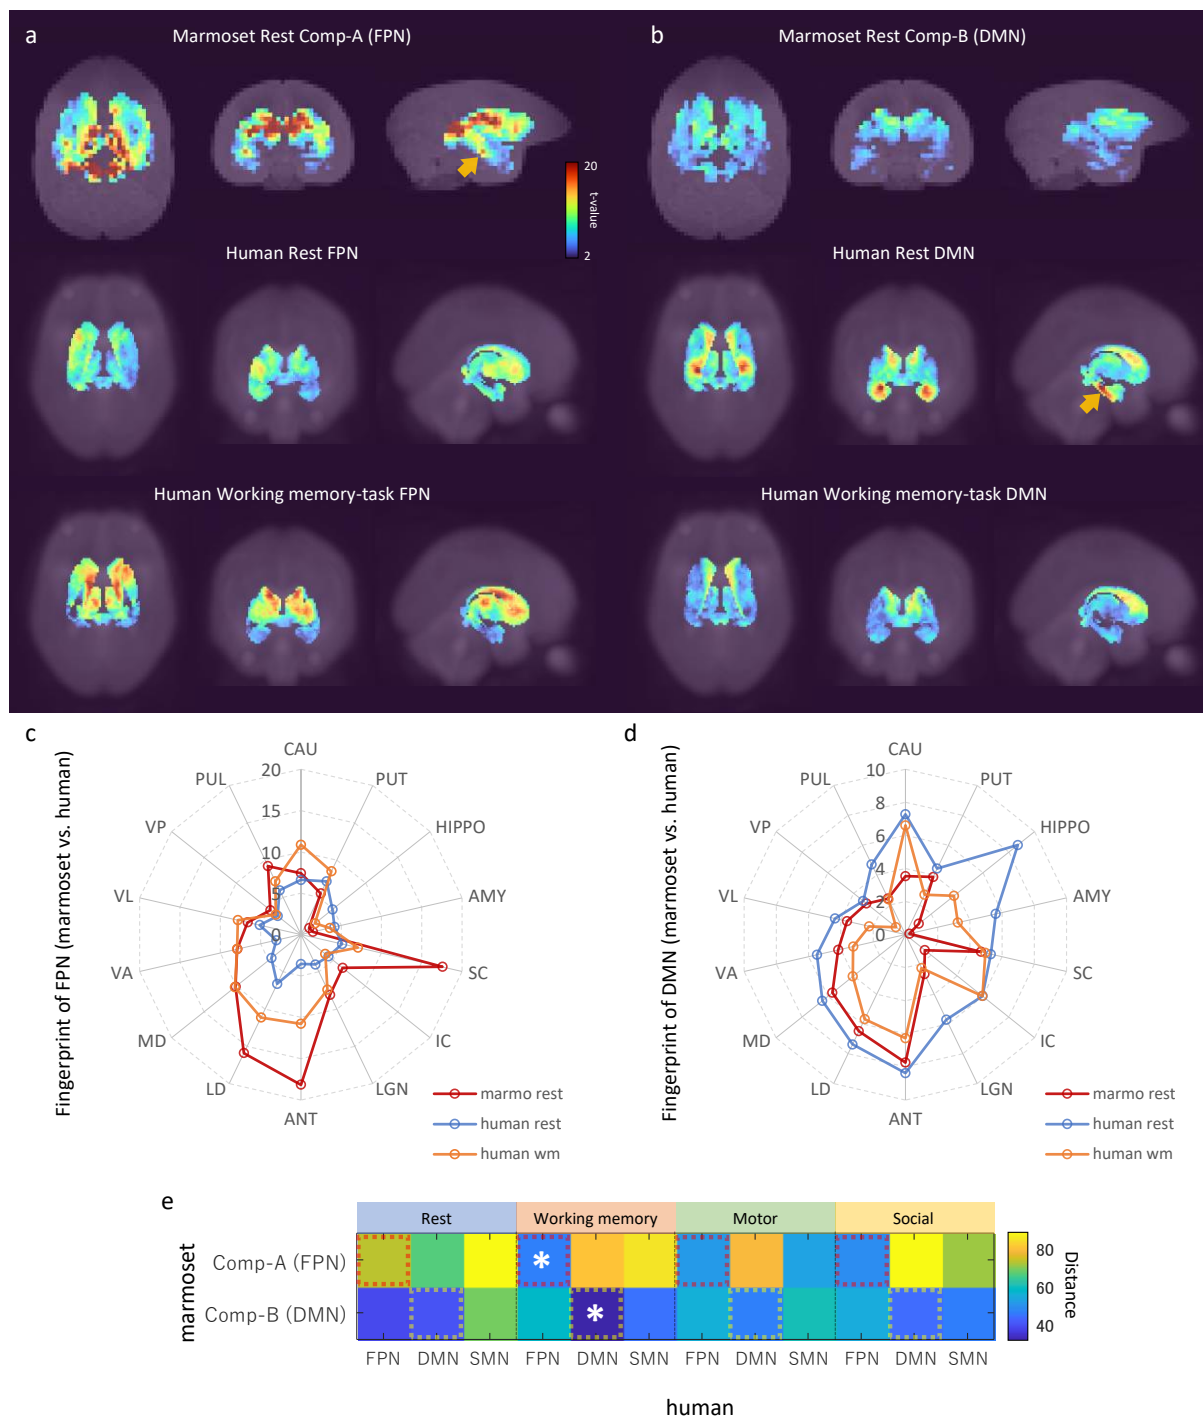 a
Marmoset Rest Comp-A (FPN)
b
Marmoset Rest Comp-B (DMN)
20
t-value
2
Human Rest FPN
Human Rest DMN
Human Working memory-task FPN
Human Working memory-task DMN
c
Fingerprint of FPN (marmoset vs. human)
CAU
PUT
HIPPO
AMY
SC
IC
LGN
ANT
LD
MD
VA
VL
VP
PUL
20
15
10
5
0
marmo rest
human rest
human wm
d
Fingerprint of DMN (marmoset vs. human)
CAU
PUT
HIPPO
AMY
SC
IC
LGN
ANT
LD
MD
VA
VL
VP
PUL
10
8
6
4
2
0
marmo rest
human rest
human wm
e
Rest Working memory Motor Social
marmoset
Comp-A (FPN)
*
Comp-B (DMN)
*
FPN DMN SMN FPN DMN SMN FPN DMN SMN FPN DMN SMN
human
80
60
40
Distance